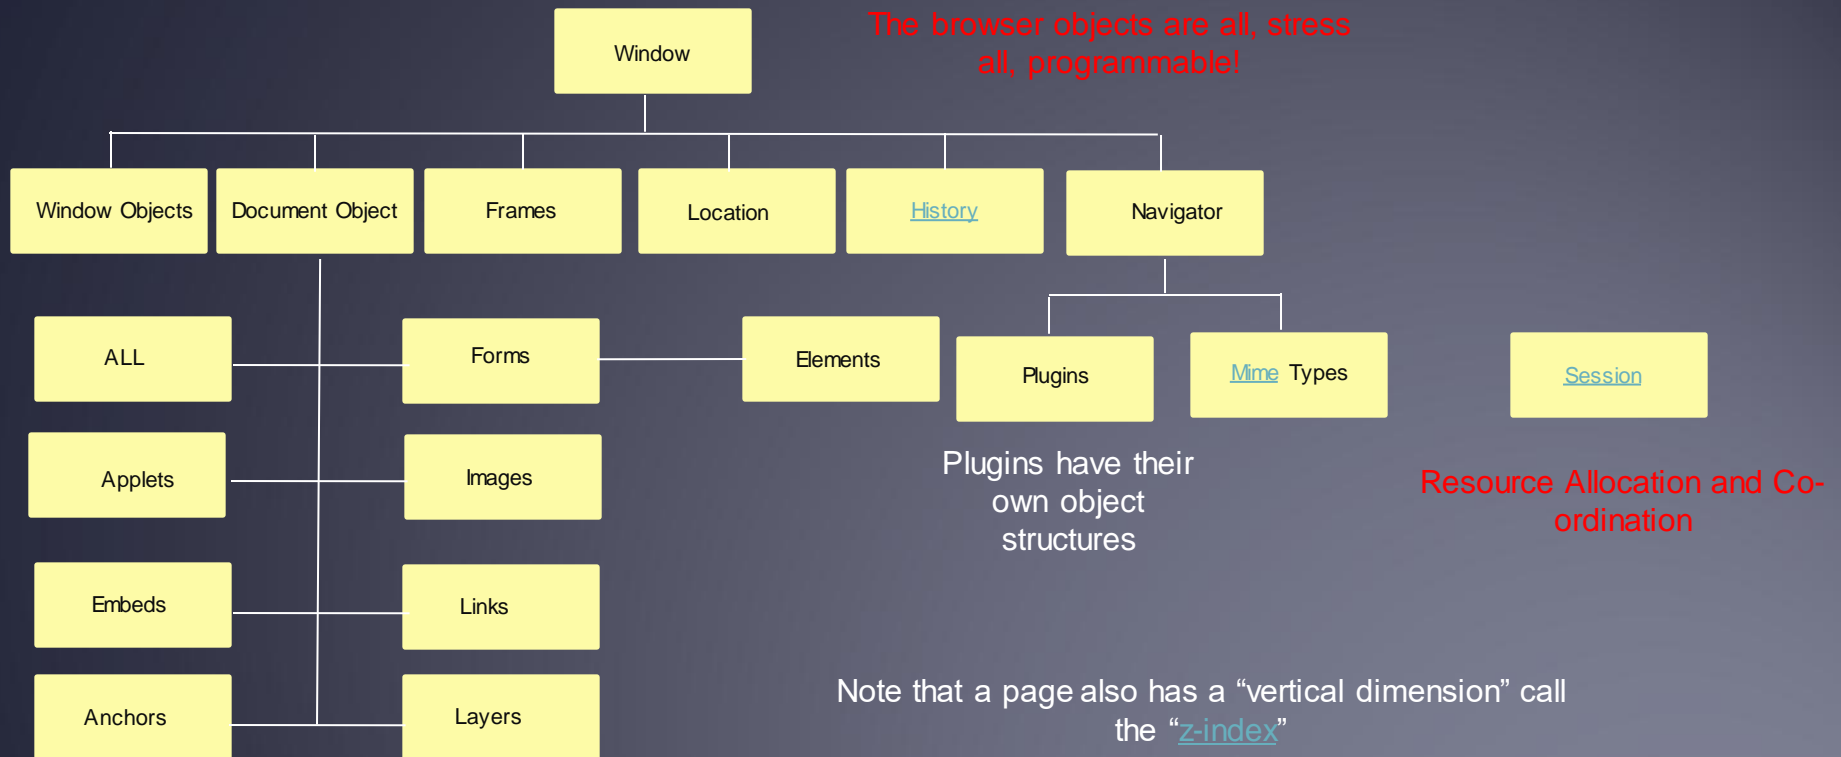 Window
The browser objects are all, stress
all, programmable!
Window Objects
Document Object
Frames
Location
History
Navigator
ALL
Forms
Elements
Plugins
Mime Types
Session
Applets
Images
Plugins have their
own object
structures
Resource Allocation and Co-
ordination
Embeds
Links
Anchors
Layers
Note that a page also has a “vertical dimension” call
the “z-index”